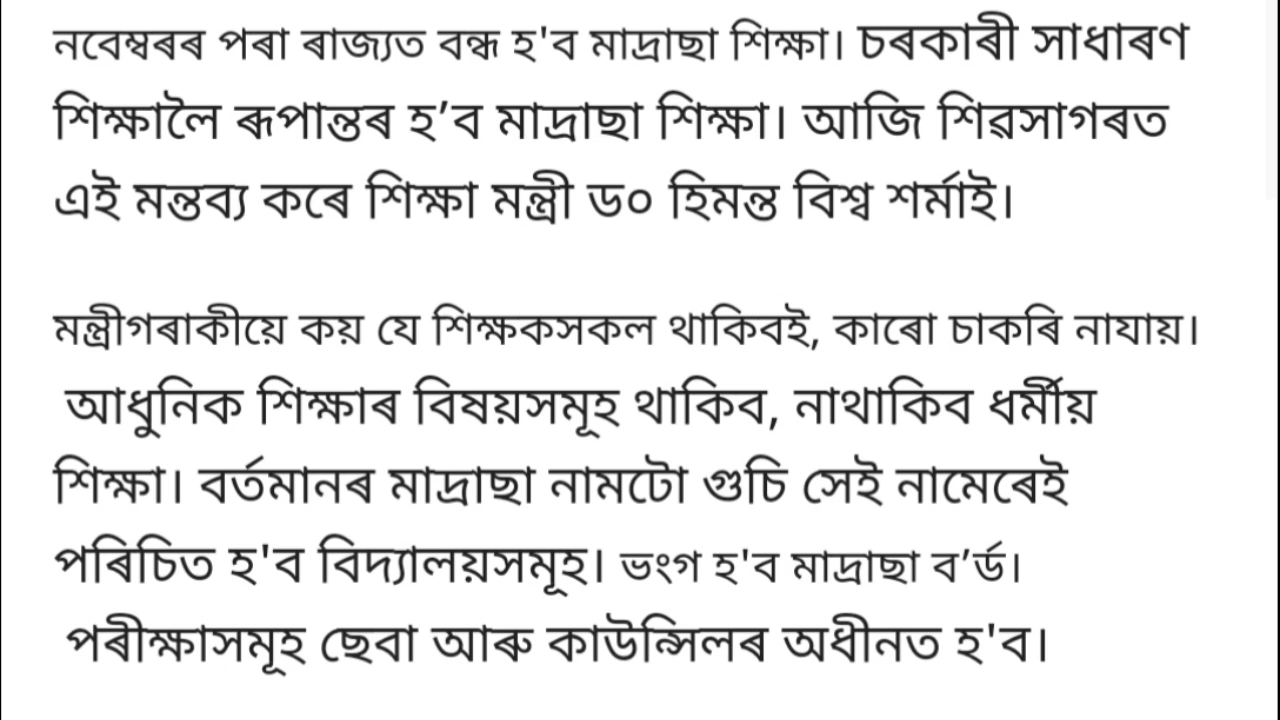 নবেম্বৰৰ পৰা ৰাজ্যত বন্ধ হ'ব মাদ্ৰাছা শিক্ষা। চৰকাৰী সাধাৰণ
শিক্ষালৈ ৰূপান্তৰ হ’ব মাদ্ৰাছা শিক্ষা। আজি শিৱসাগৰত
এই মন্তব্য কৰে শিক্ষা মন্ত্ৰী ড০ হিমন্ত বিশ্ব শৰ্মাই।
মন্ত্ৰীগৰাকীয়ে কয় যে শিক্ষকসকল থাকিবই, কাৰো চাকৰি নাযায়।
আধুনিক শিক্ষাৰ বিষয়সমূহ থাকিব, নাথাকিব ধৰ্মীয়
শিক্ষা। বৰ্তমানৰ মাদ্ৰাছা নামটো গুচি সেই নামেৰেই
পৰিচিত হ'ব বিদ্যালয়সমূহ। ভংগ হ'ব মাদ্ৰাছা ব’ৰ্ড।
পৰীক্ষাসমূহ ছেবা আৰু কাউন্সিলৰ অধীনত হ'ব।